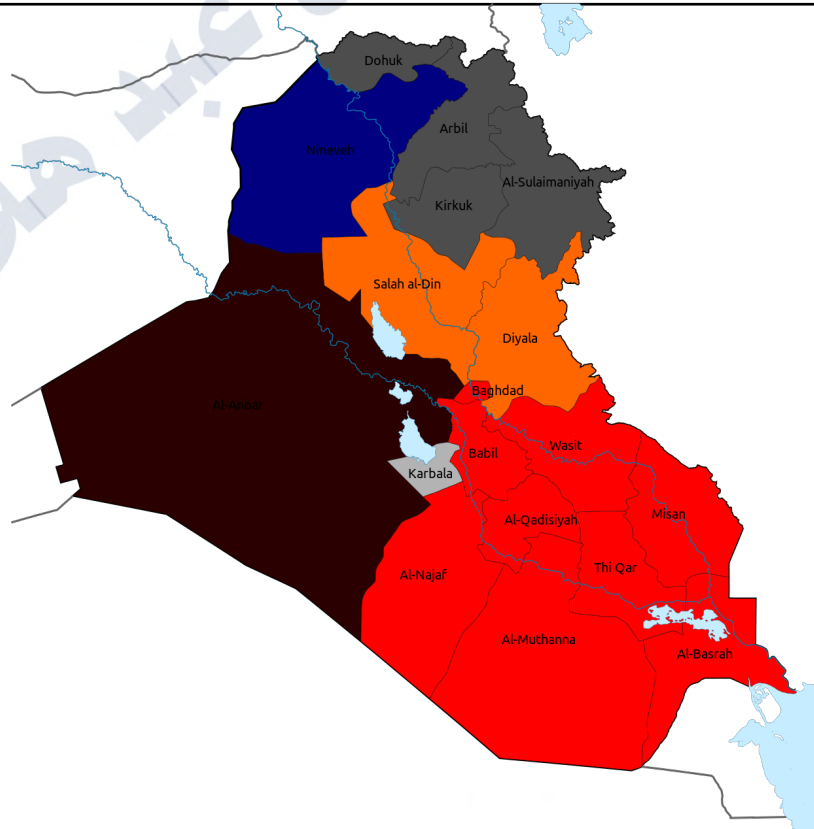 Dohuk
Nineveh
Arbil
Al-Sulaimaniyah
Kirkuk
Salah al-Din
Diyala
Baghdad
Al-Anbar
Wasit
Babil
Karbala
Misan
Al-Qadisiyah
Thi Qar
Al-Najaf
Al-Muthanna
Al-Basrah